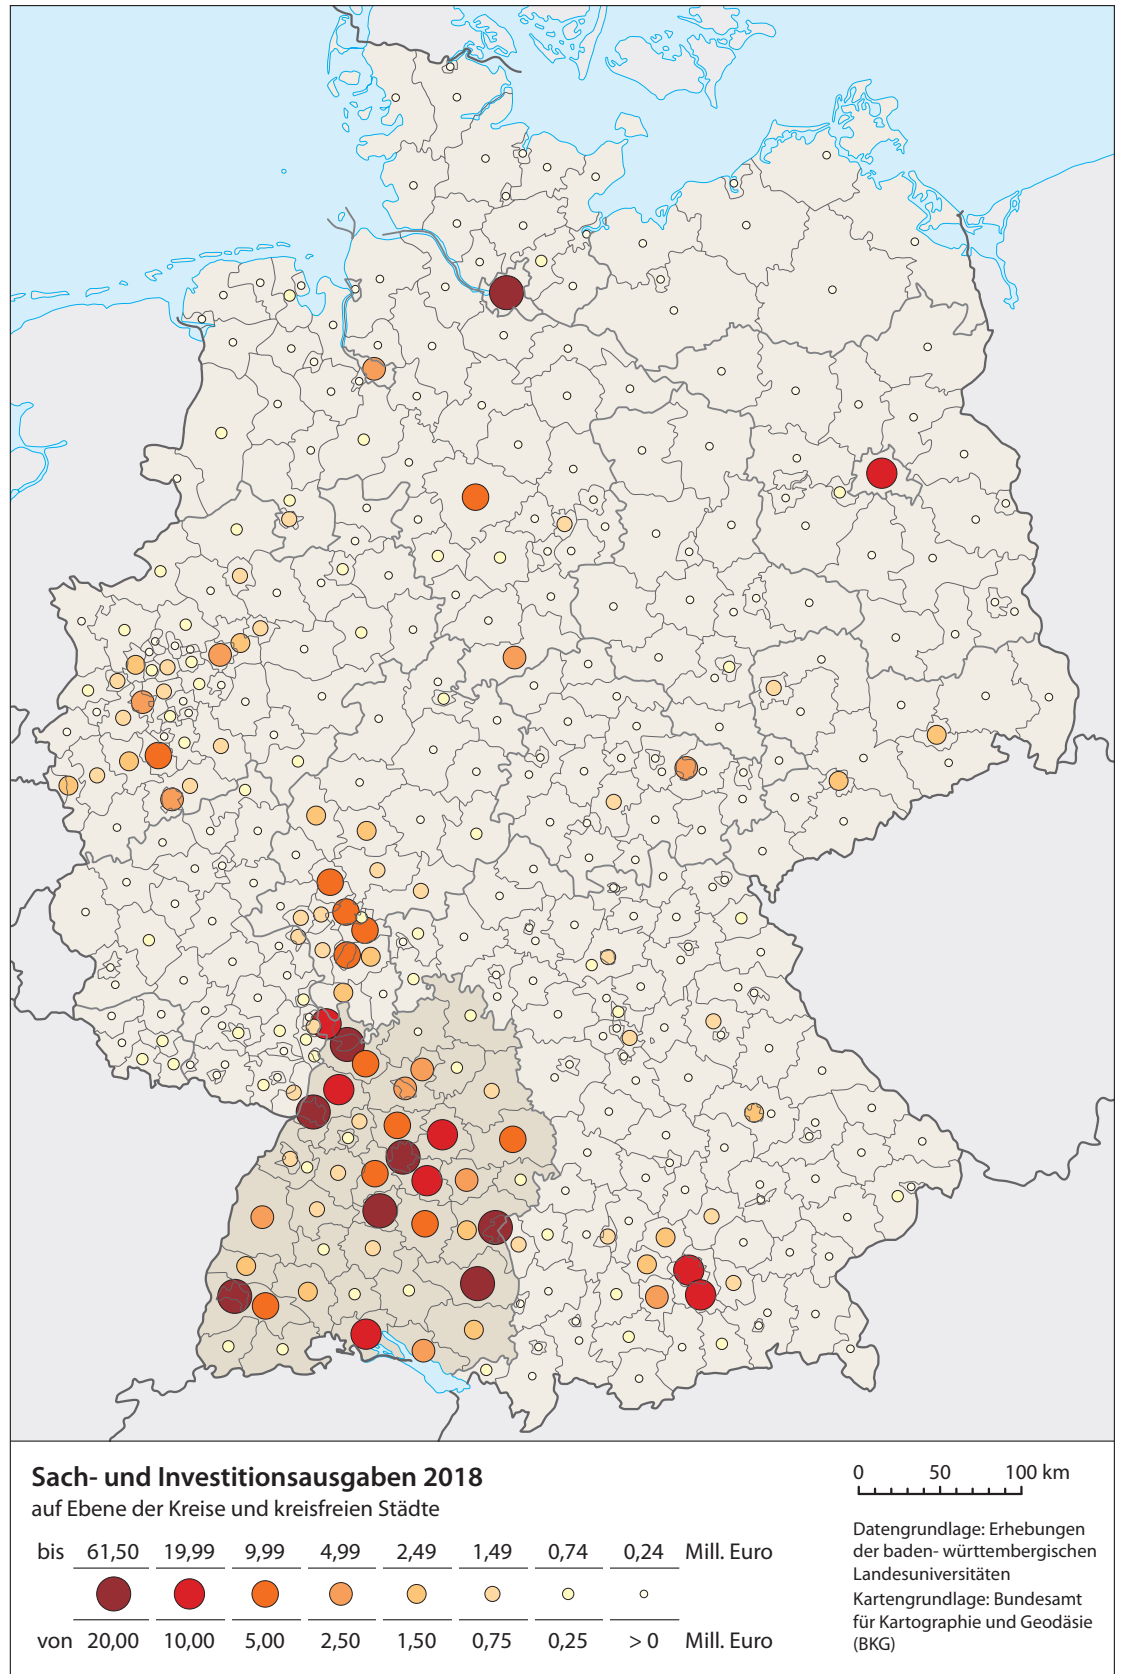 Sach- und Investitionsausgaben 2018
auf Ebene der Kreise und kreisfreien Städte
bis 61,50 19,99 9,99 4,99 2,49 1,49 0,74 0,24 Mill. Euro
von 20,00 10,00 5,00 2,50 1,50 0,75 0,25 > 0 Mill. Euro
0 50 100 km
Datengrundlage: Erhebungen
der baden- württembergischen
Landesuniversitäten
Kartengrundlage: Bundesamt
für Kartographie und Geodäsie
(BKG)